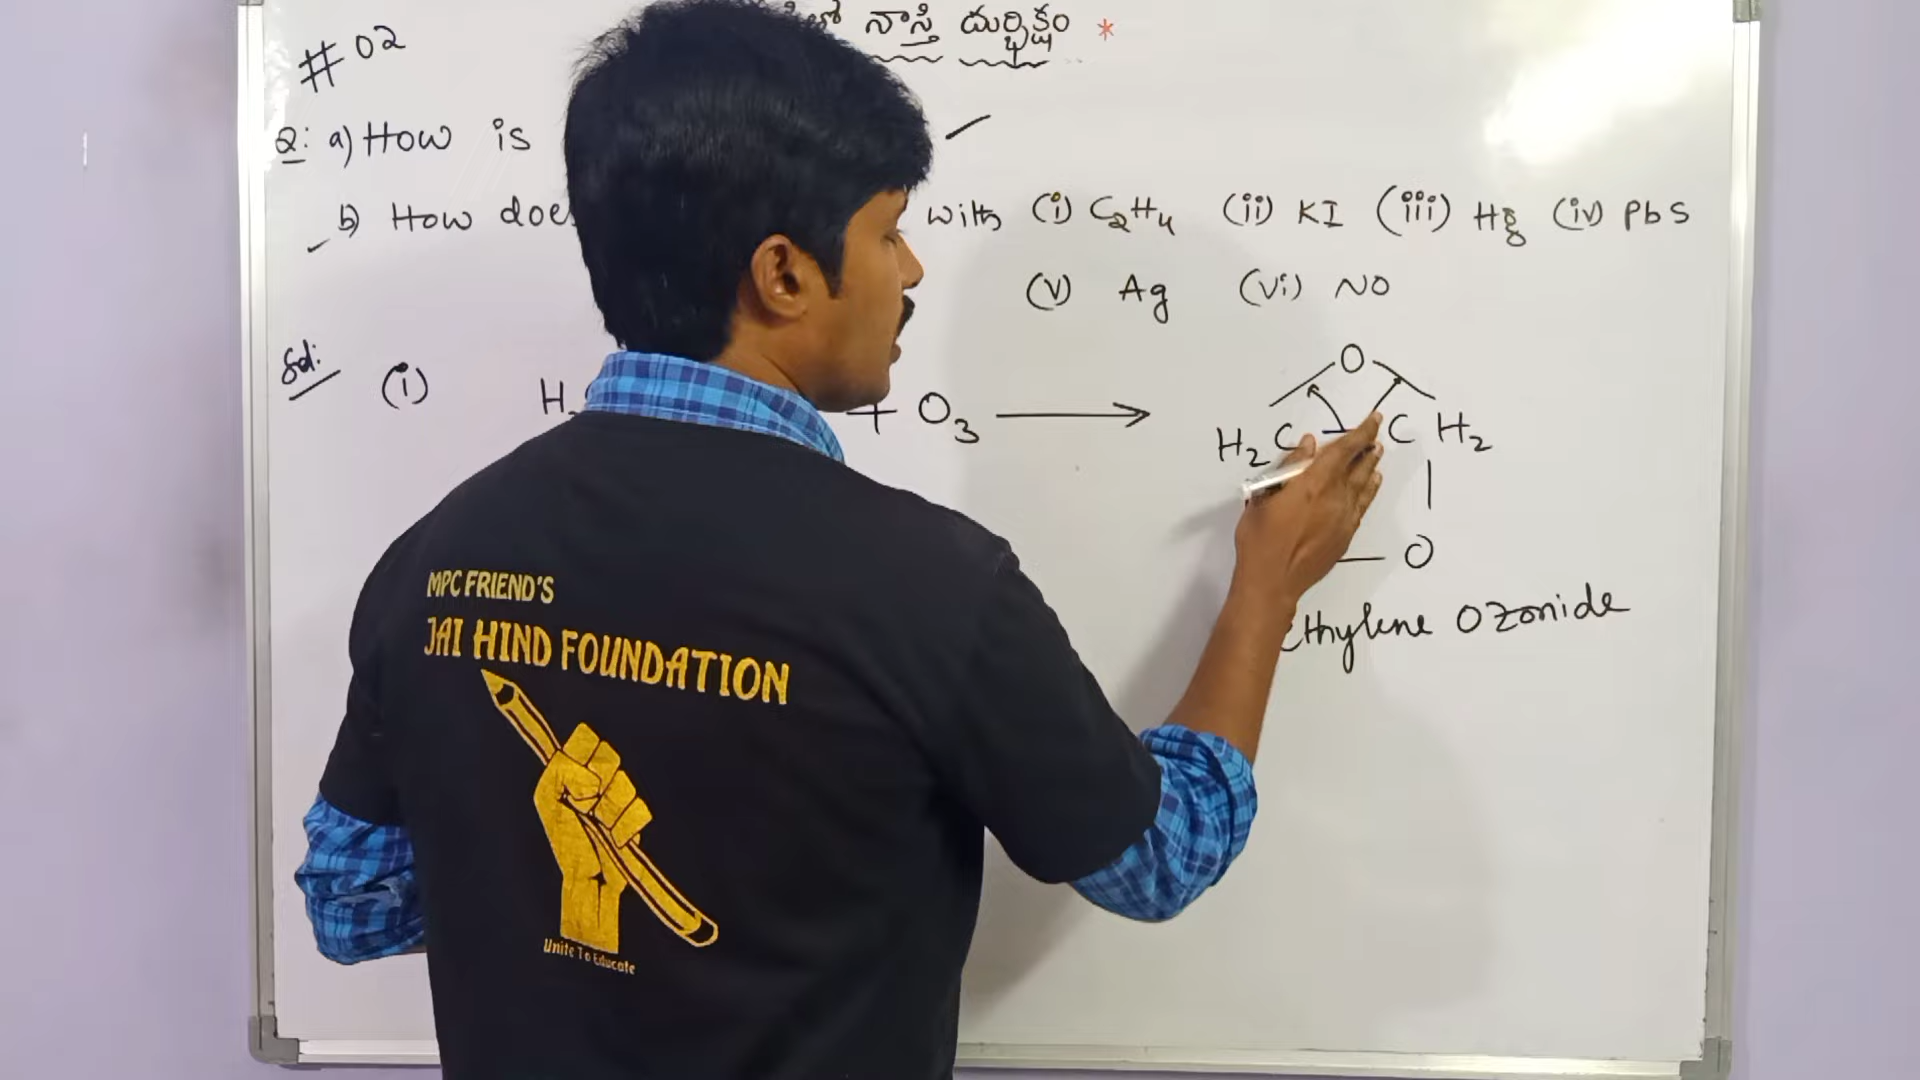 నాస్తి దుర్భిక్షం *
# 02
Q: a) How is
b) How does with (i) C2H4 (ii) KI (iii) Hg (iv) PbS
(v) Ag (vi) NO
Sol: (i) H + O3 → H2C CH2
O
O
Ethylene Ozonide
MPC FRIEND'S
JAI HIND FOUNDATION
Unite To Educate